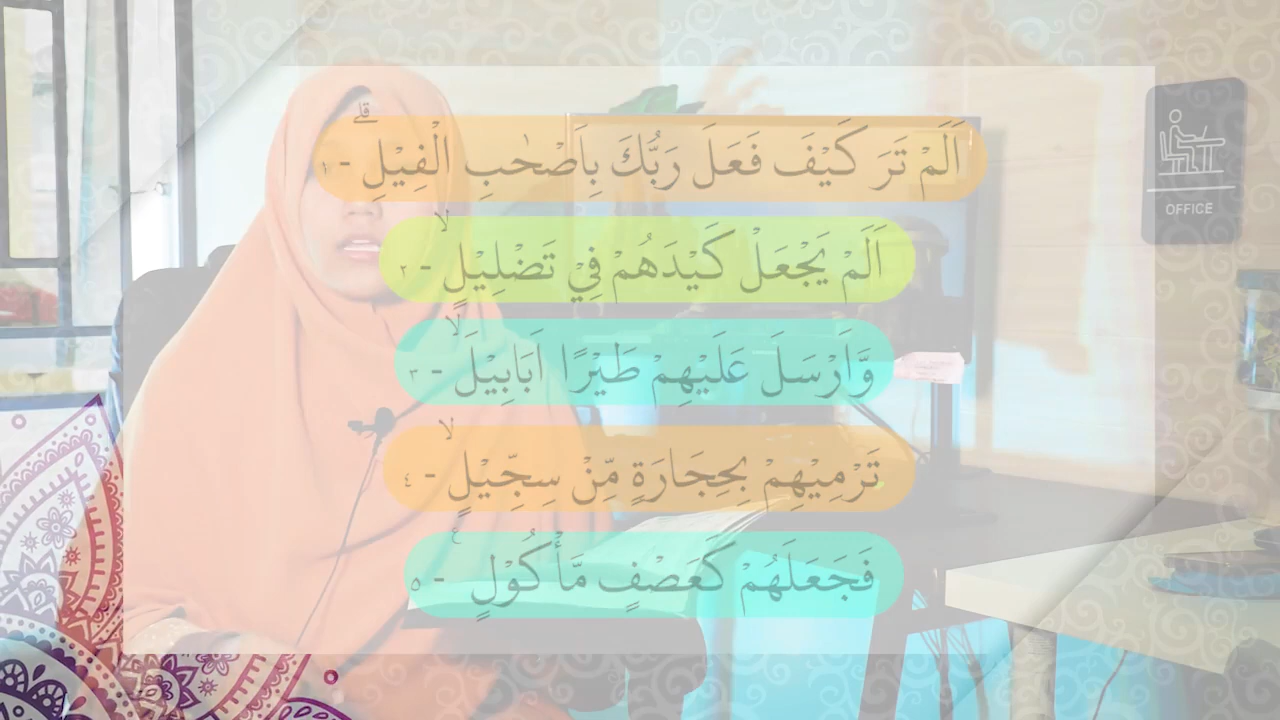 اَلَمْ تَرَ كَيْفَ فَعَلَ رَبُّكَ بِاَصْحٰبِ الْفِيْلِۗ - ١
اَلَمْ يَجْعَلْ كَيْدَهُمْ فِيْ تَضْلِيْلٍۙ - ٢
وَّاَرْسَلَ عَلَيْهِمْ طَيْرًا اَبَابِيْلَۙ - ٣
تَرْمِيْهِمْ بِحِجَارَةٍ مِّنْ سِجِّيْلٍۙ - ٤
فَجَعَلَهُمْ كَعَصْفٍ مَّأْكُوْلٍ ࣖ - ٥
OFFICE